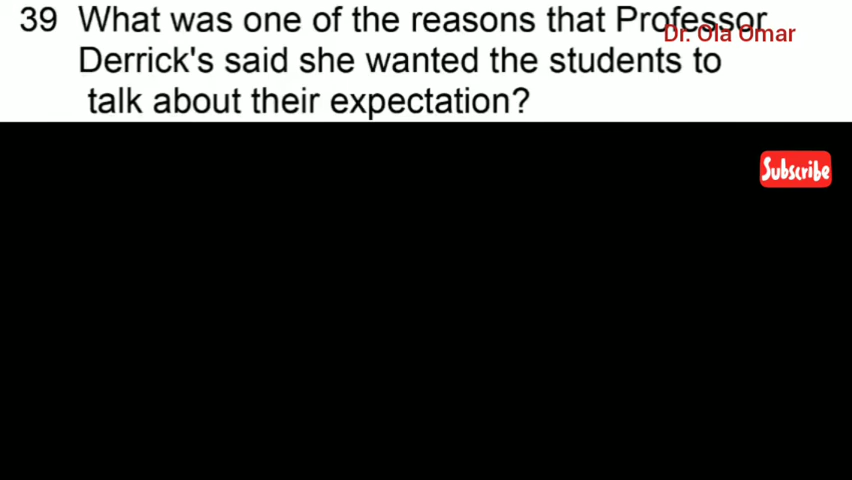 39 What was one of the reasons that Professor
Dr. Ola Omar
Derrick's said she wanted the students to
talk about their expectation?
Subscribe